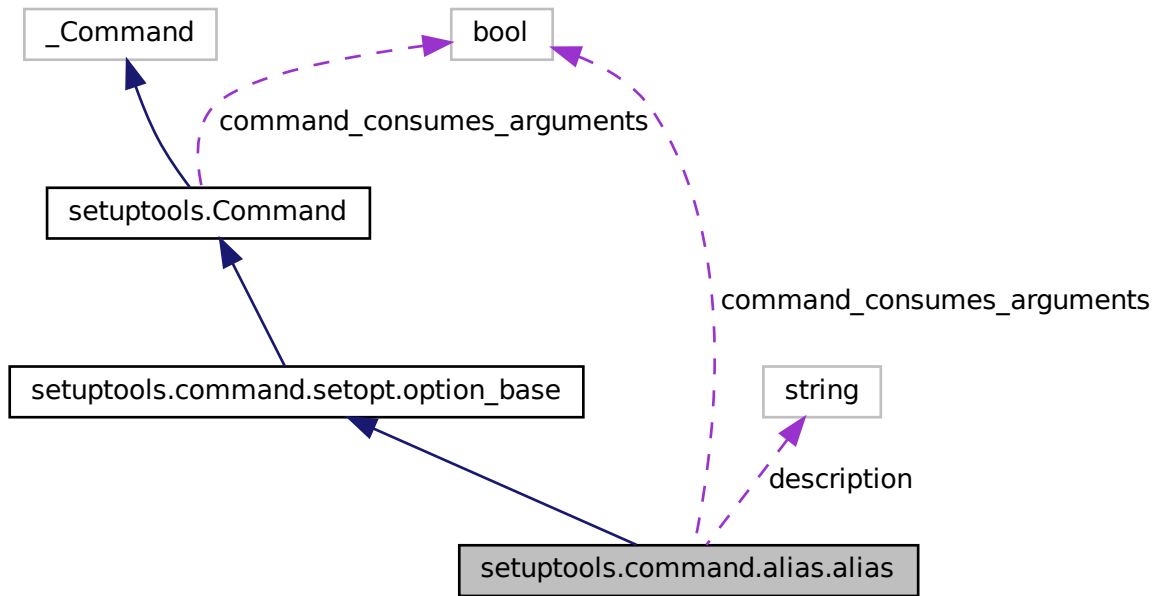 _Command
bool
command_consumes_arguments
setuptools.Command
command_consumes_arguments
setuptools.command.setopt.option_base
string
description
setuptools.command.alias.alias